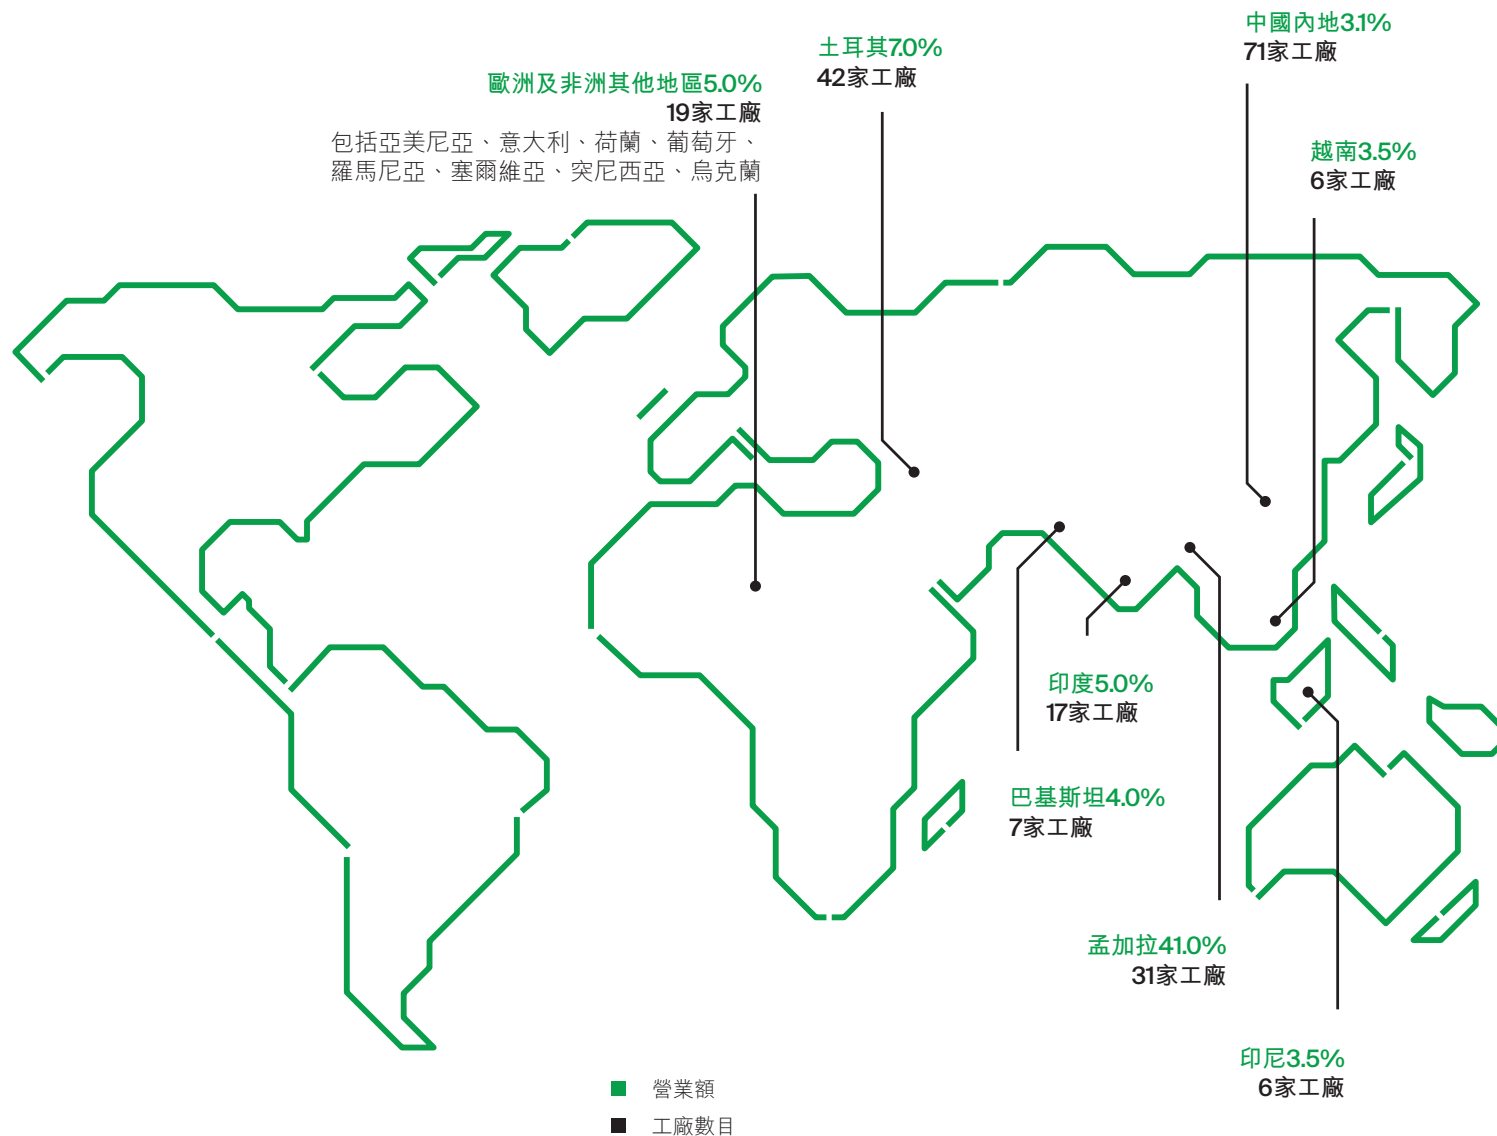 中國內地3.1%
71家工廠
土耳其7.0%
42家工廠
歐洲及非洲其他地區5.0%
19家工廠
包括亞美尼亞、意大利、荷蘭、葡萄牙、
羅馬尼亞、塞爾維亞、突尼西亞、烏克蘭
越南3.5%
6家工廠
印度5.0%
17家工廠
巴基斯坦4.0%
7家工廠
孟加拉41.0%
31家工廠
印尼3.5%
6家工廠
營業額
工廠數目